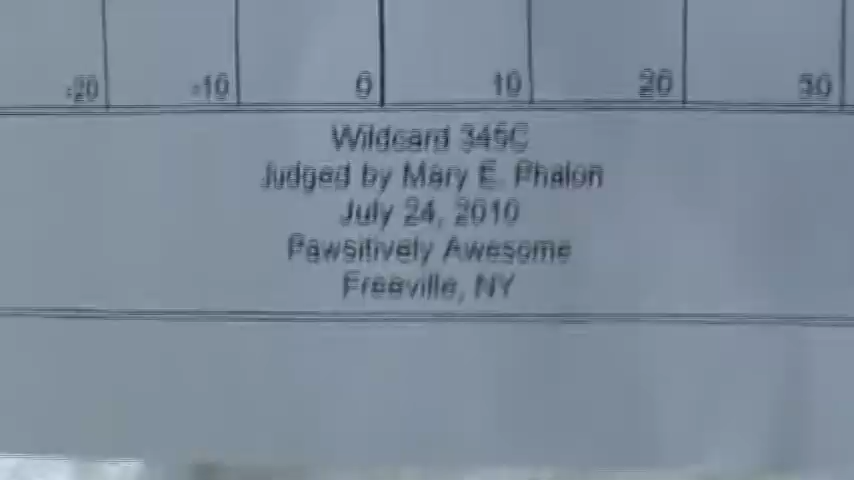 -20 -10 0 10 20 30
Wildcard 345C
Judged by Mary E. Phalon
July 24, 2010
Pawsitively Awesome
Freeville, NY